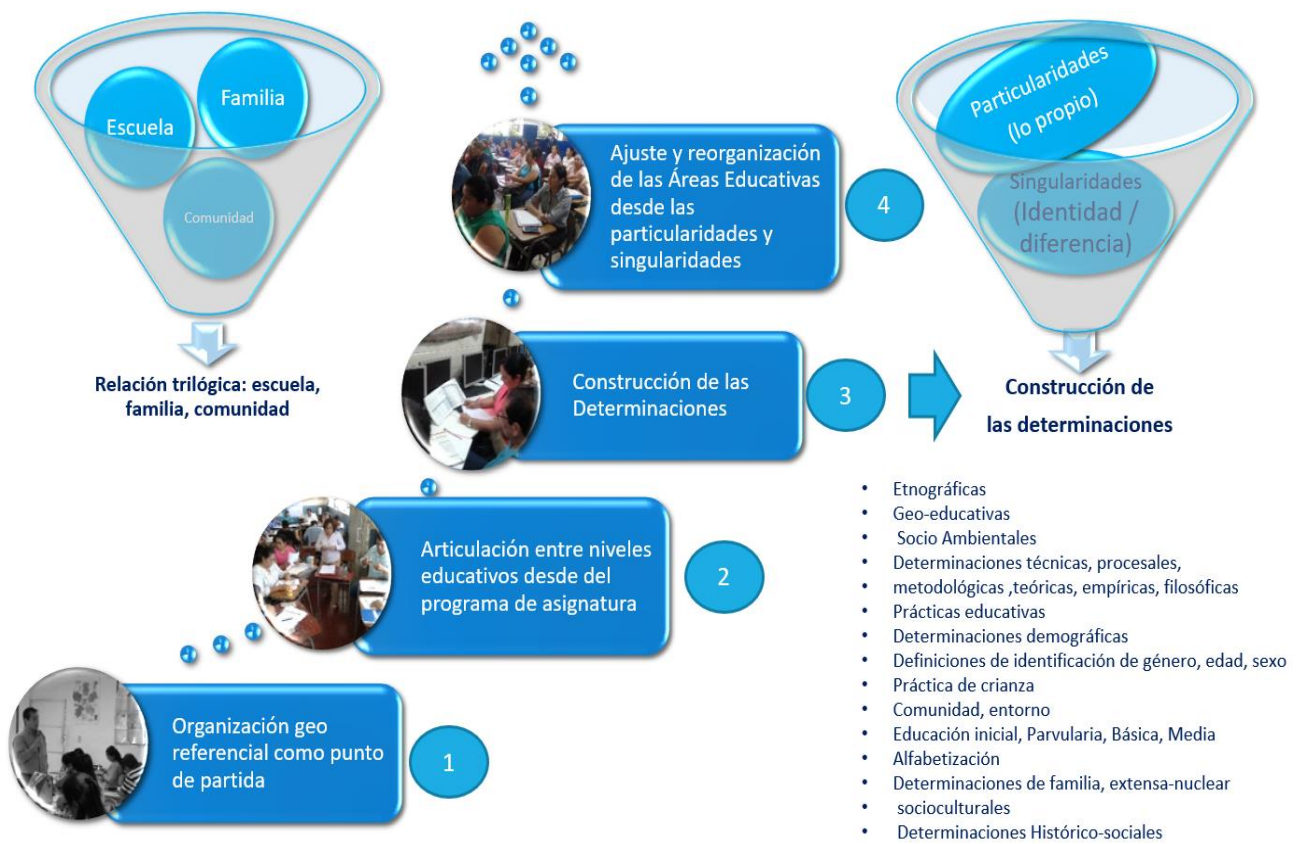 Escuela
Familia
Comunidad
Relación trilógica: escuela,
familia, comunidad
Ajuste y reorganización
de las Áreas Educativas
desde las
particularidades y
singularidades
4
Construcción de las
Determinaciones
3
Articulación entre niveles
educativos desde del
programa de asignatura
2
Organización geo
referencial como punto
de partida
1
Particularidades
(lo propio)
Singularidades
(Identidad /
diferencia)
Construcción de
las determinaciones
• Etnográficas
• Geo-educativas
• Socio Ambientales
• Determinaciones técnicas, procesales,
• metodológicas ,teóricas, empíricas, filosóficas
• Prácticas educativas
• Determinaciones demográficas
• Definiciones de identificación de género, edad, sexo
• Práctica de crianza
• Comunidad, entorno
• Educación inicial, Parvularia, Básica, Media
• Alfabetización
• Determinaciones de familia, extensa-nuclear
• socioculturales
• Determinaciones Histórico-sociales